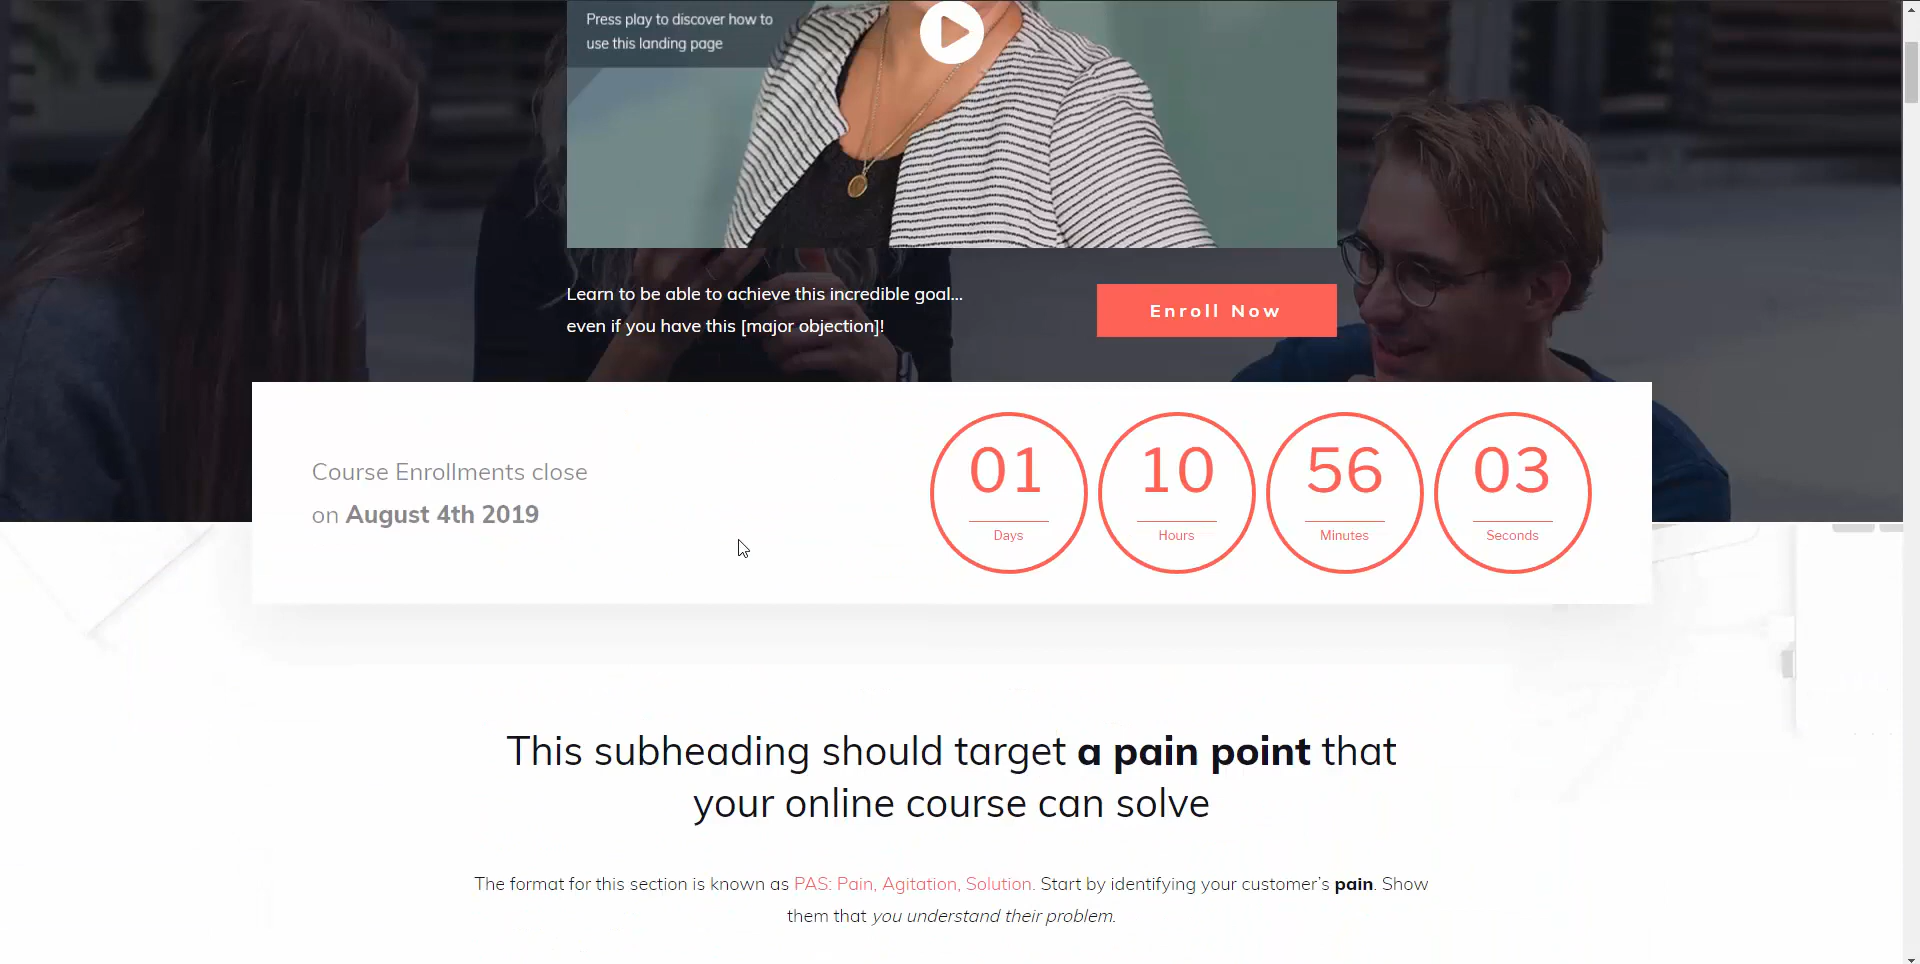 Press play to discover how to
use this landing page
Learn to be able to achieve this incredible goal...
even if you have this [major objection]!
Enroll Now
Course Enrollments close
on August 4th 2019
01
Days
10
Hours
56
Minutes
03
Seconds
This subheading should target a pain point that
your online course can solve
The format for this section is known as PAS: Pain, Agitation, Solution. Start by identifying your customer’s pain. Show
them that you understand their problem.